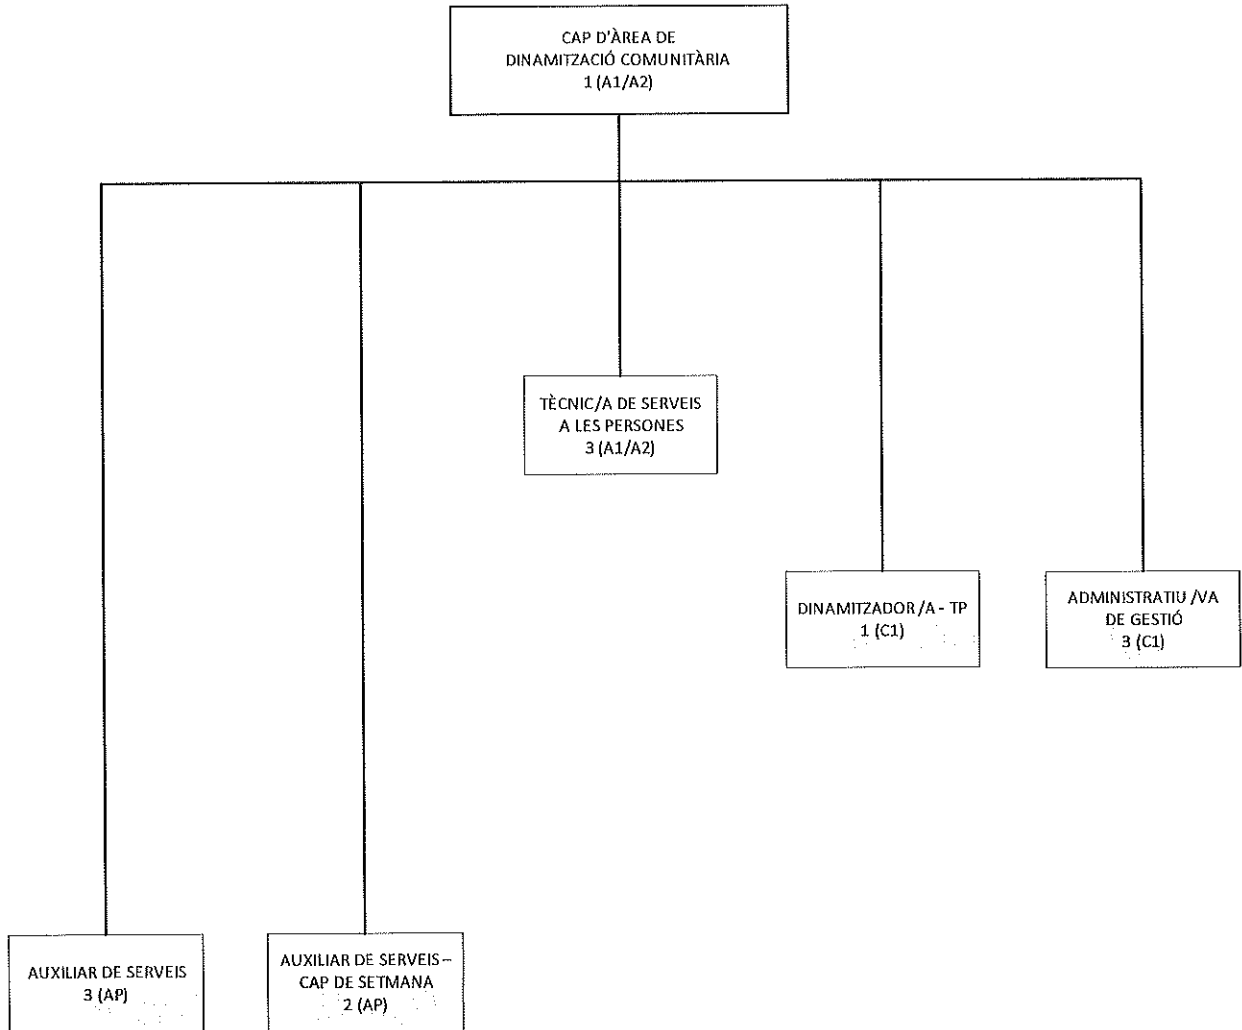 CAP D'ÀREA DE
DINAMITZACIÓ COMUNITÀRIA
1 (A1/A2)
TÈCNIC/A DE SERVEIS
A LES PERSONES
3 (A1/A2)
DINAMITZADOR /A - TP
1 (C1)
ADMINISTRATIU /VA
DE GESTIÓ
3 (C1)
AUXILIAR DE SERVEIS
3 (AP)
AUXILIAR DE SERVEIS –
CAP DE SETMANA
2 (AP)